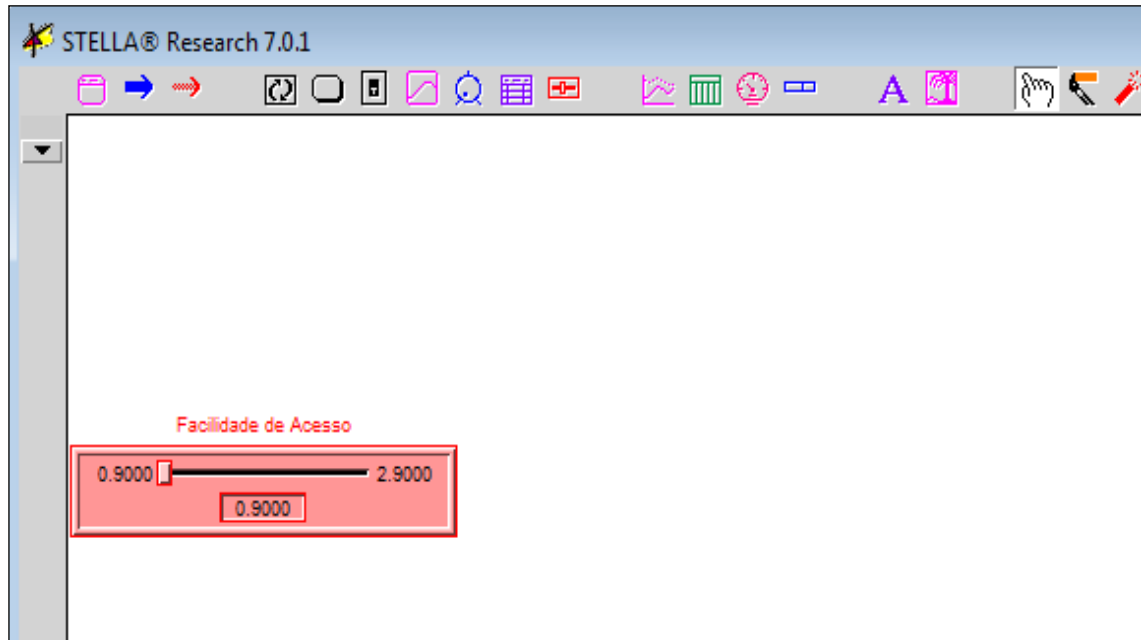 STELLA® Research 7.0.1
A
Facilidade de Acesso
0.9000 2.9000
0.9000